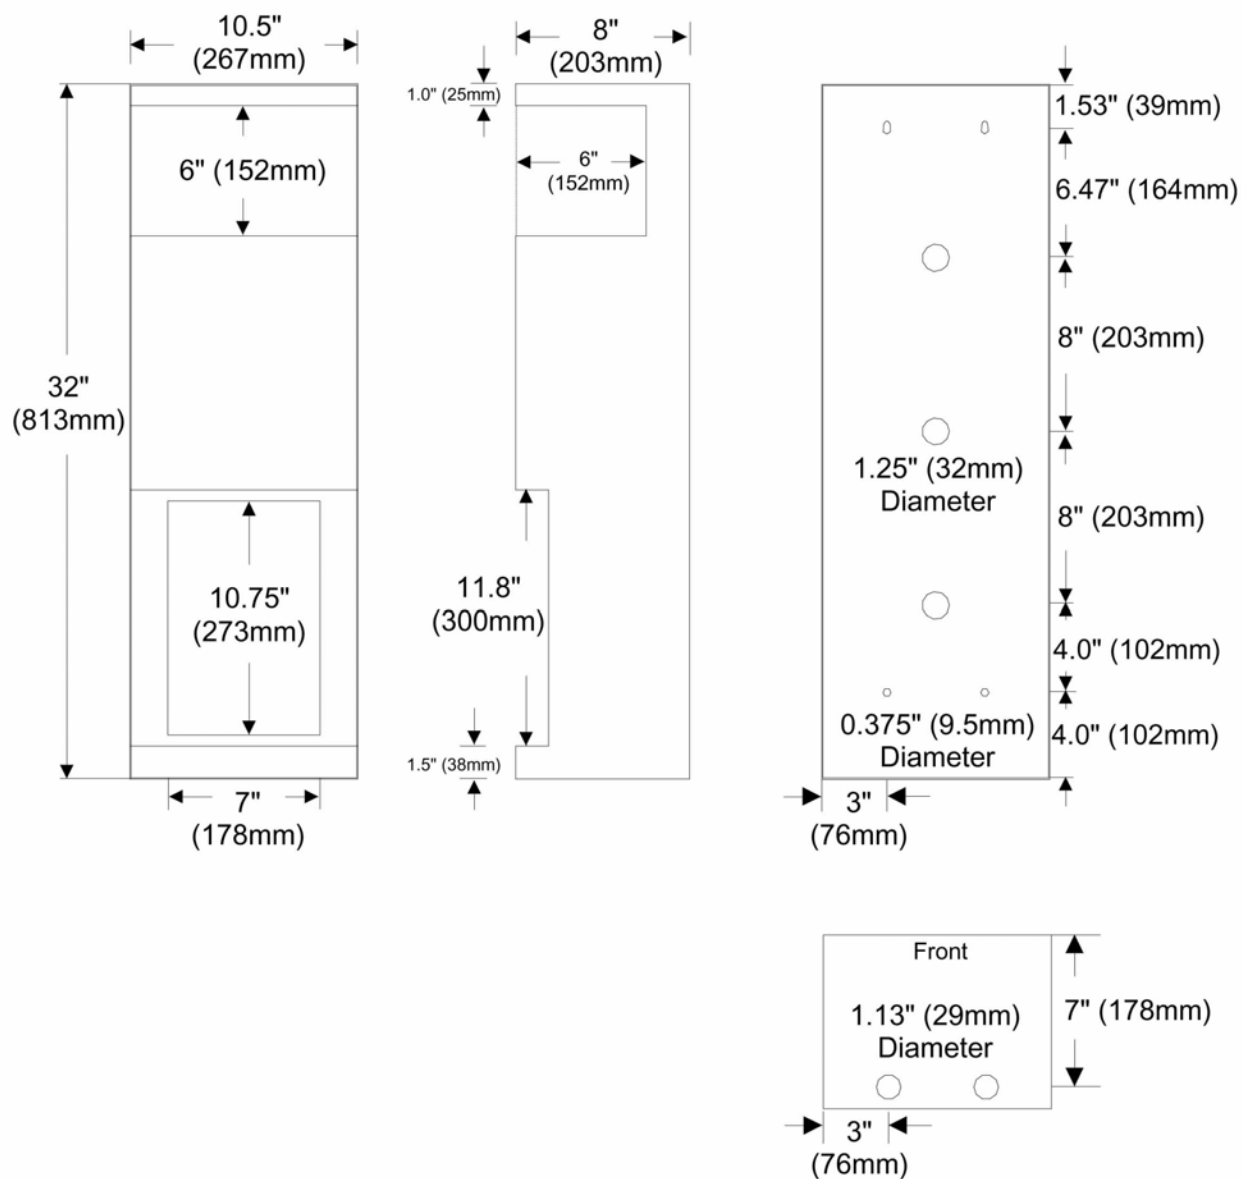 10.5"
(267mm)
6" (152mm)
32"
(813mm)
10.75"
(273mm)
7"
(178mm)
8"
(203mm)
1.0" (25mm)
6"
(152mm)
11.8"
(300mm)
1.5" (38mm)
1.53" (39mm)
6.47" (164mm)
8" (203mm)
1.25" (32mm)
Diameter
8" (203mm)
4.0" (102mm)
0.375" (9.5mm)
Diameter
4.0" (102mm)
3"
(76mm)
Front
1.13" (29mm)
Diameter
7" (178mm)
3"
(76mm)